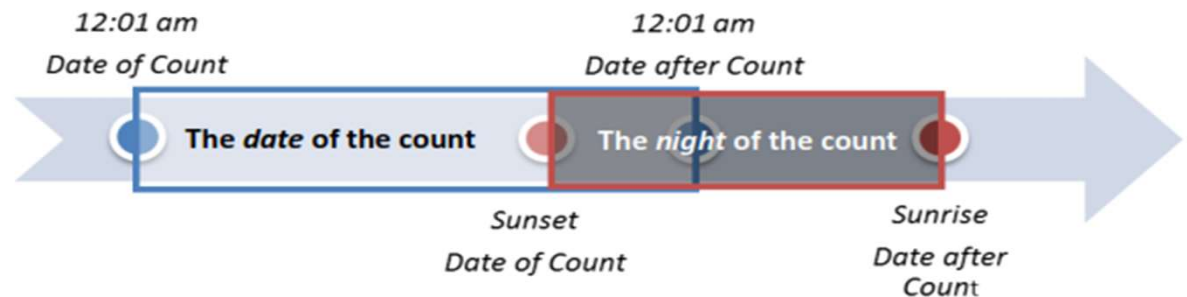 12:01 am
Date of Count
12:01 am
Date after Count
The date of the count
The night of the count
Sunset
Date of Count
Sunrise
Date after
Count